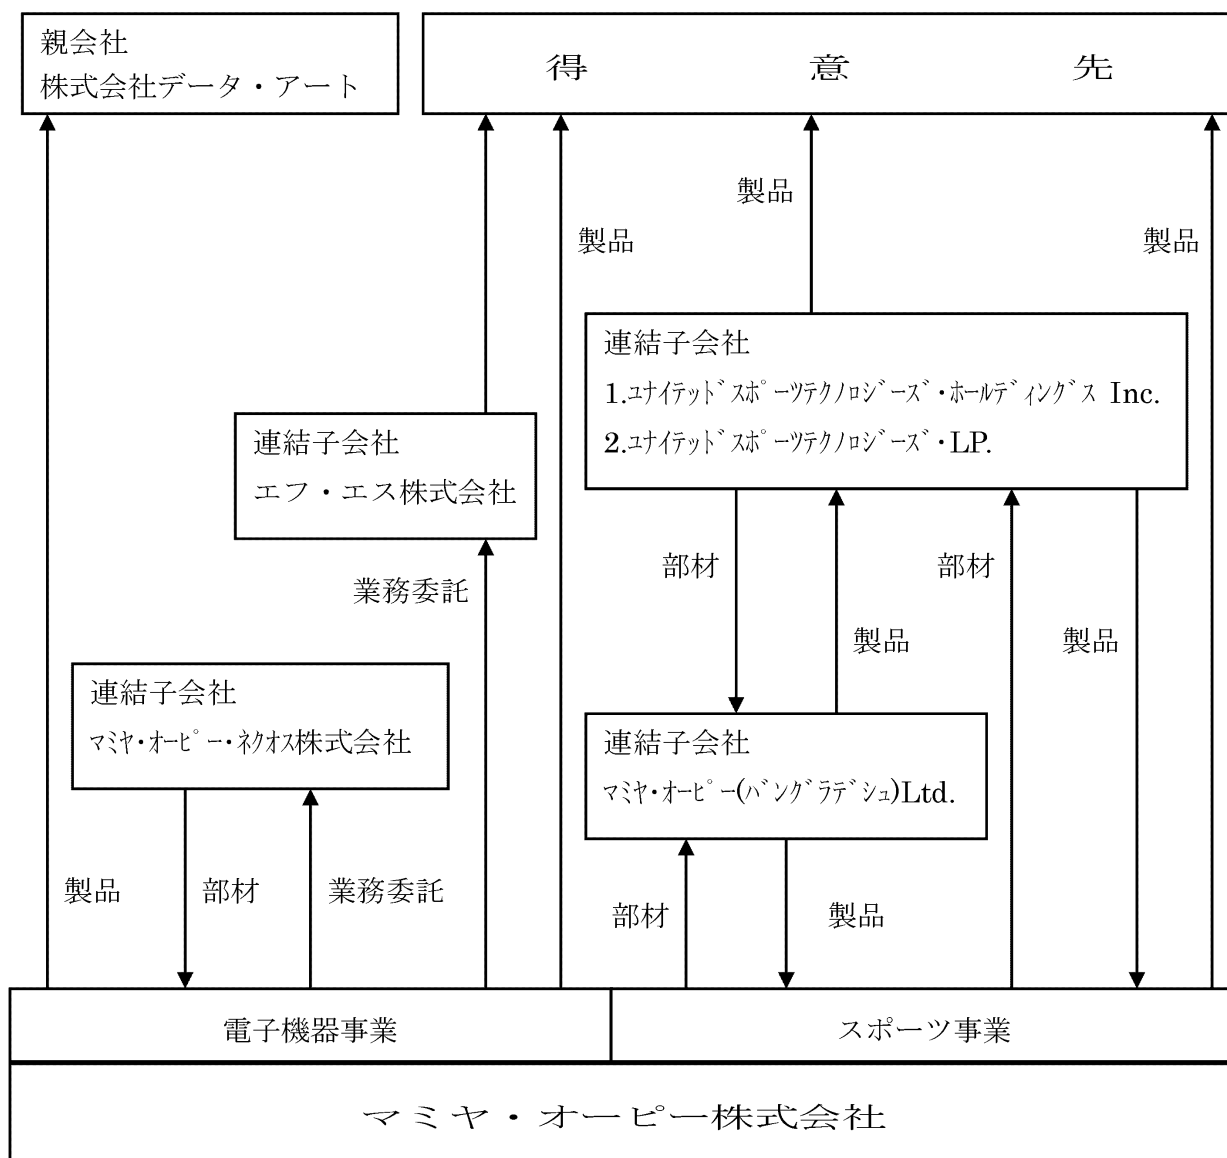 親会社
株式会社データ・アート
得意先
製品
製品
製品
連結子会社
1.ﾕﾅｲﾃｯﾄﾞｽﾎﾟｰﾂﾃｸﾉﾛｼﾞｰｽﾞ・ﾎｰﾙﾃﾞｨﾝｸﾞｽ Inc.
2.ﾕﾅｲﾃｯﾄﾞｽﾎﾟｰﾂﾃｸﾉﾛｼﾞｰｽﾞ・LP.
連結子会社
エフ・エス株式会社
部材
部材
業務委託
製品
製品
連結子会社
ﾏﾐﾔ・ｵｰﾋﾟｰ・ﾈｸｵｽ株式会社
連結子会社
ﾏﾐﾔ・ｵｰﾋﾟｰ(ﾊﾞﾝｸﾞﾗﾃﾞｼｭ)Ltd.
製品
部材
業務委託
部材
製品
電子機器事業
スポーツ事業
マミヤ・オーピー株式会社